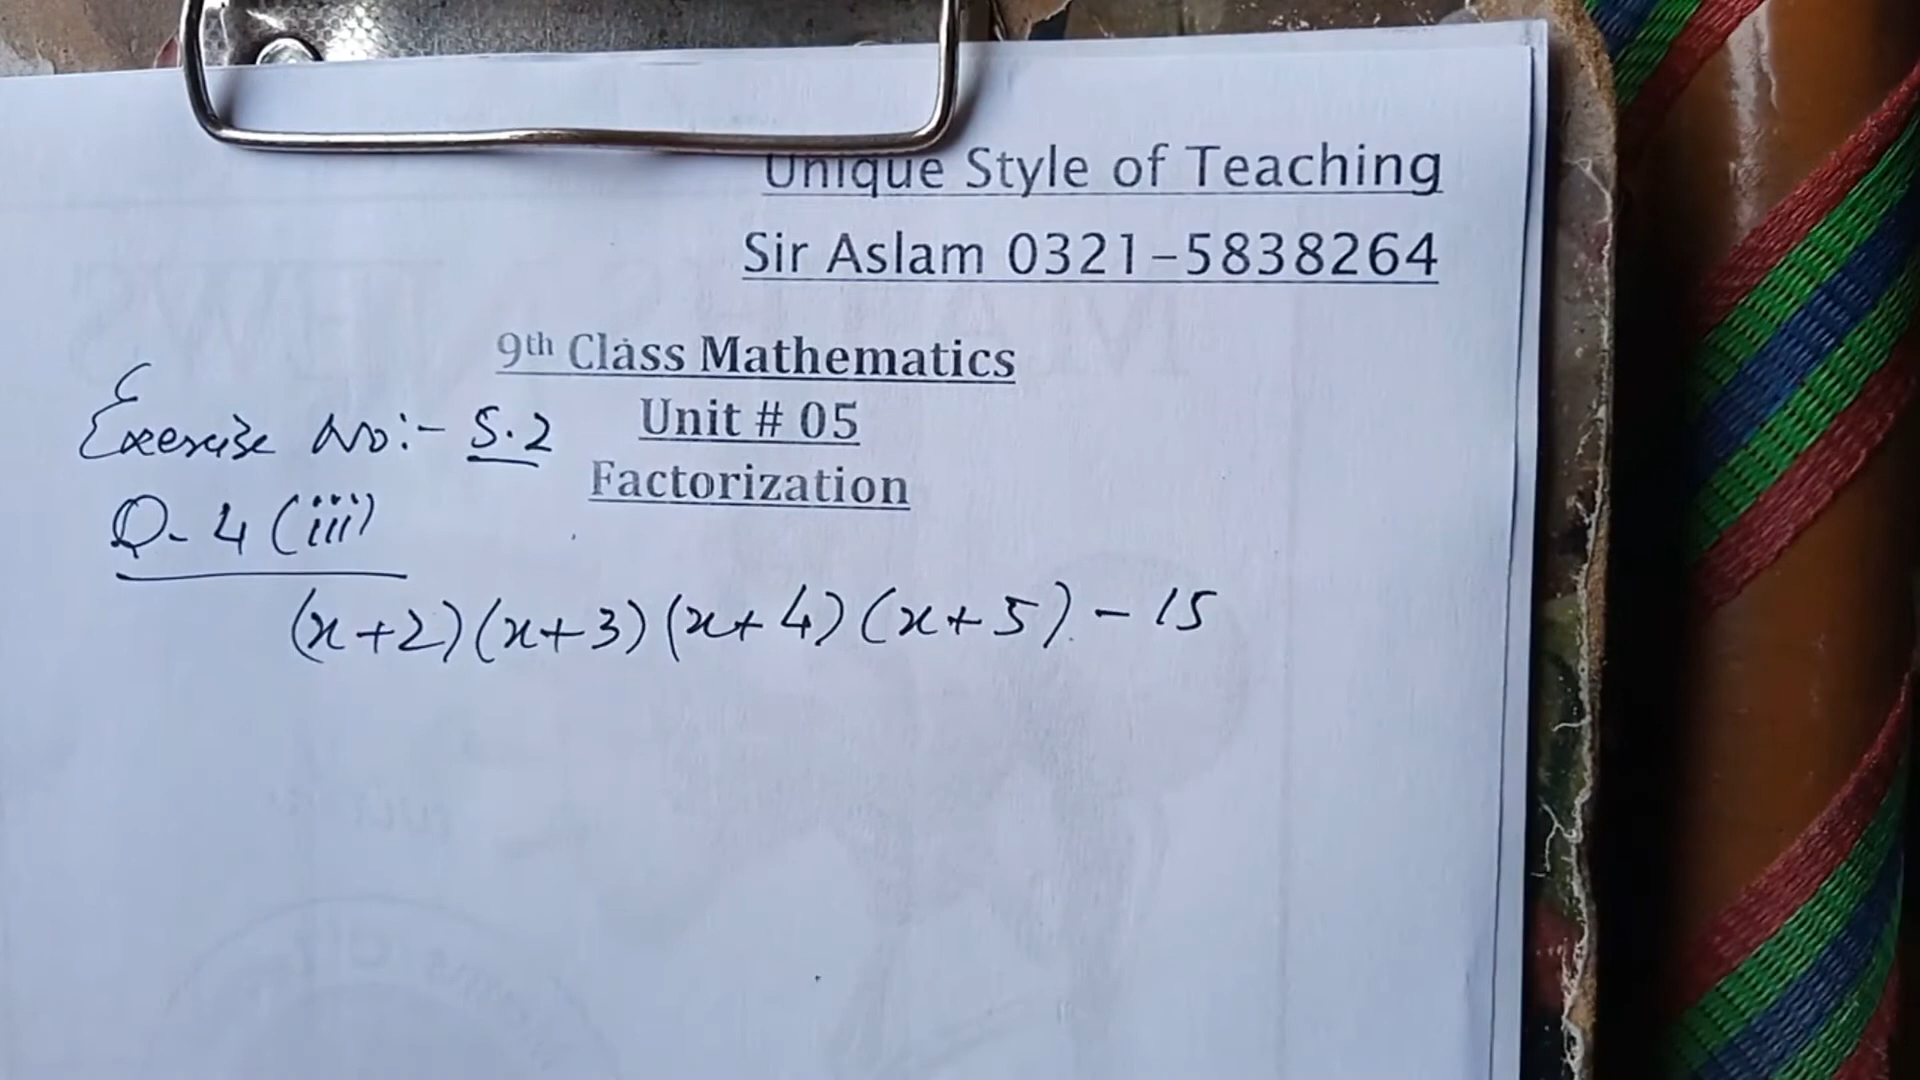 Unique Style of Teaching
Sir Aslam 0321-5838264
9th Class Mathematics
Exercise No:- 5.2
Unit # 05
Factorization
Q-4 (iii)
(x+2)(x+3)(x+4)(x+5)-15